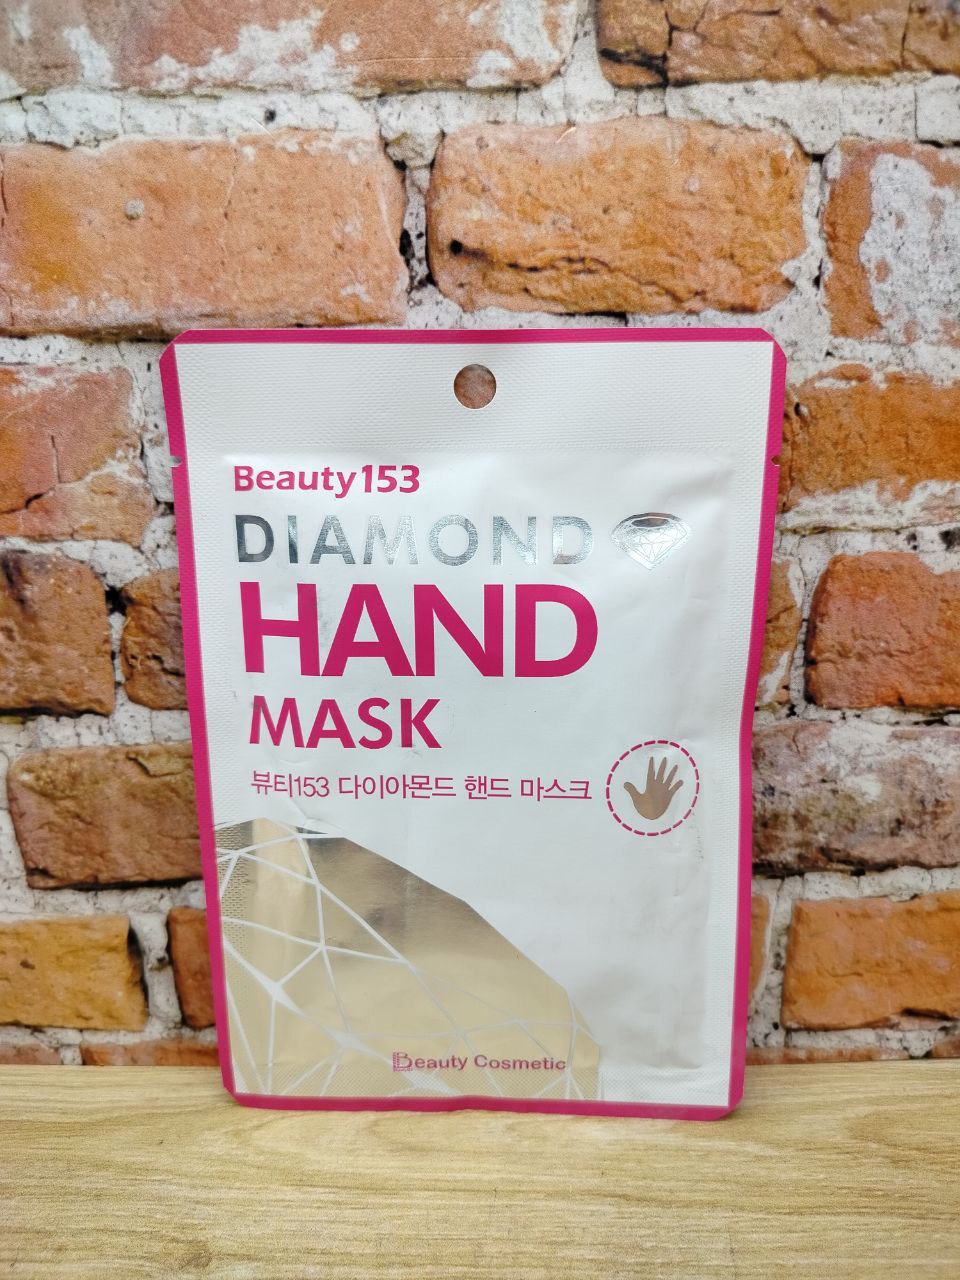 Beauty153
DIAMOND
HAND
MASK
뷰티153 다이아몬드 핸드 마스크
Beauty Cosmetic